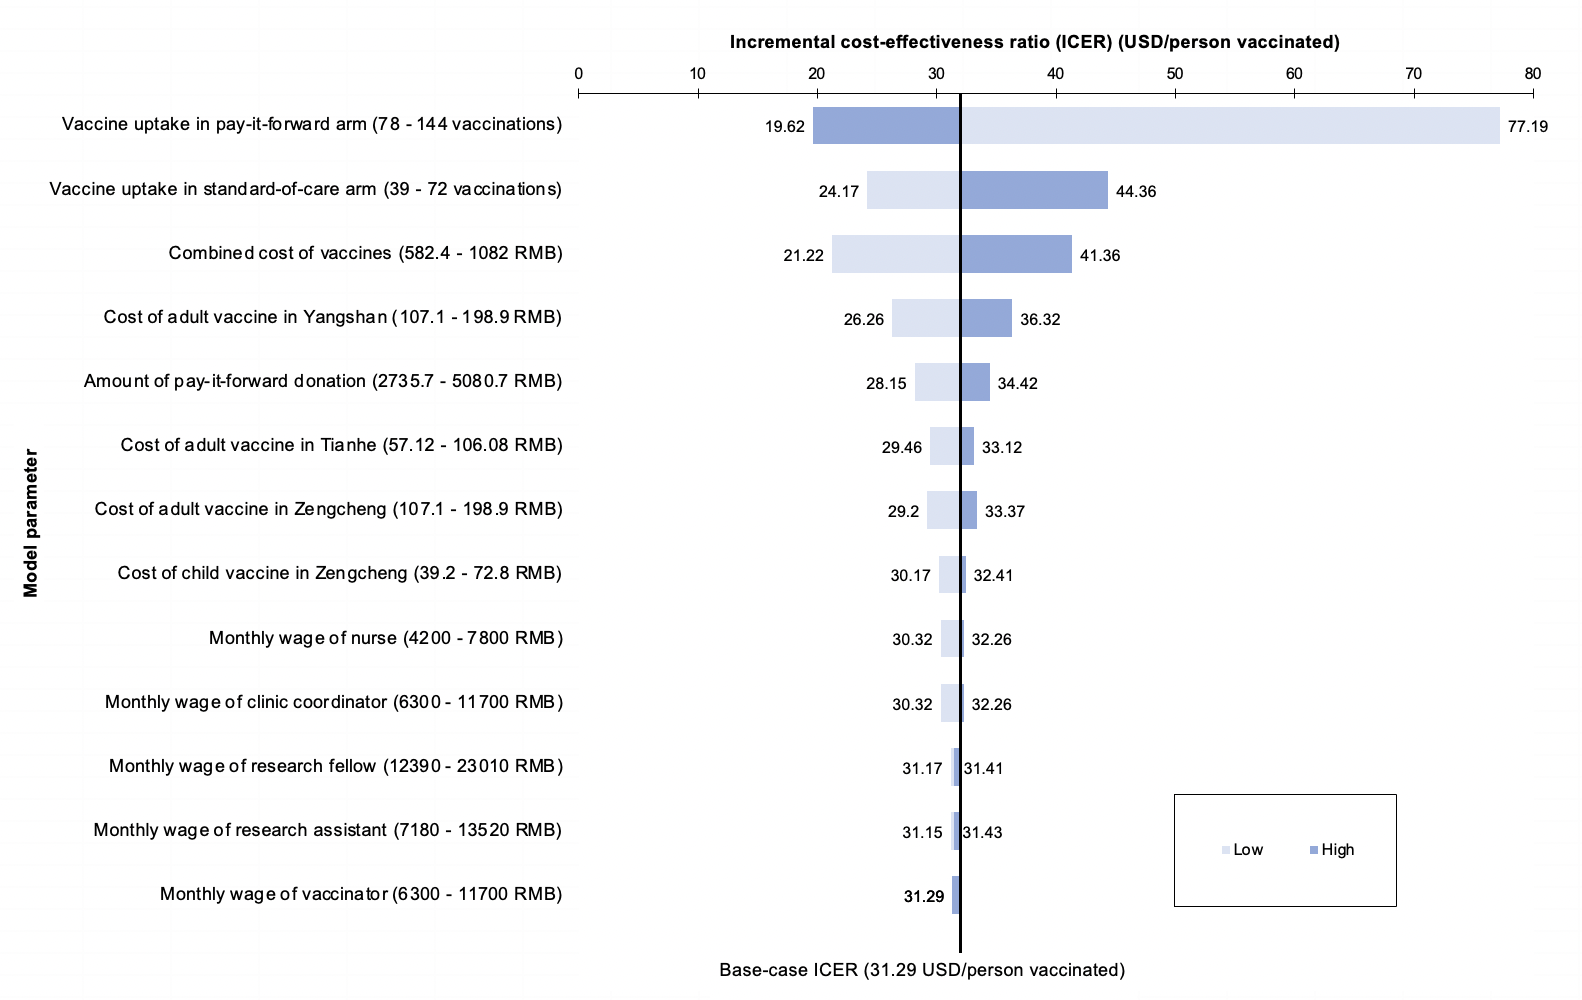 Incremental cost-effectiveness ratio (ICER) (USD/person vaccinated)
0 10 20 30 40 50 60 70 80
Vaccine uptake in pay-it-forward arm (78 - 144 vaccinations) 19.62 77.19
Vaccine uptake in standard-of-care arm (39 - 72 vaccinations) 24.17 44.36
Combined cost of vaccines (582.4 - 1082 RMB) 21.22 41.36
Cost of adult vaccine in Yangshan (107.1 - 198.9 RMB) 26.26 36.32
Amount of pay-it-forward donation (2735.7 - 5080.7 RMB) 28.15 34.42
Cost of adult vaccine in Tianhe (57.12 - 106.08 RMB) 29.46 33.12
Cost of adult vaccine in Zengcheng (107.1 - 198.9 RMB) 29.2 33.37
Cost of child vaccine in Zengcheng (39.2 - 72.8 RMB) 30.17 32.41
Monthly wage of nurse (4200 - 7800 RMB) 30.32 32.26
Monthly wage of clinic coordinator (6300 - 11700 RMB) 30.32 32.26
Monthly wage of research fellow (12390 - 23010 RMB) 31.17 31.41
Monthly wage of research assistant (7180 - 13520 RMB) 31.15 31.43
Monthly wage of vaccinator (6300 - 11700 RMB) 31.29
Model parameter
Low High
Base-case ICER (31.29 USD/person vaccinated)